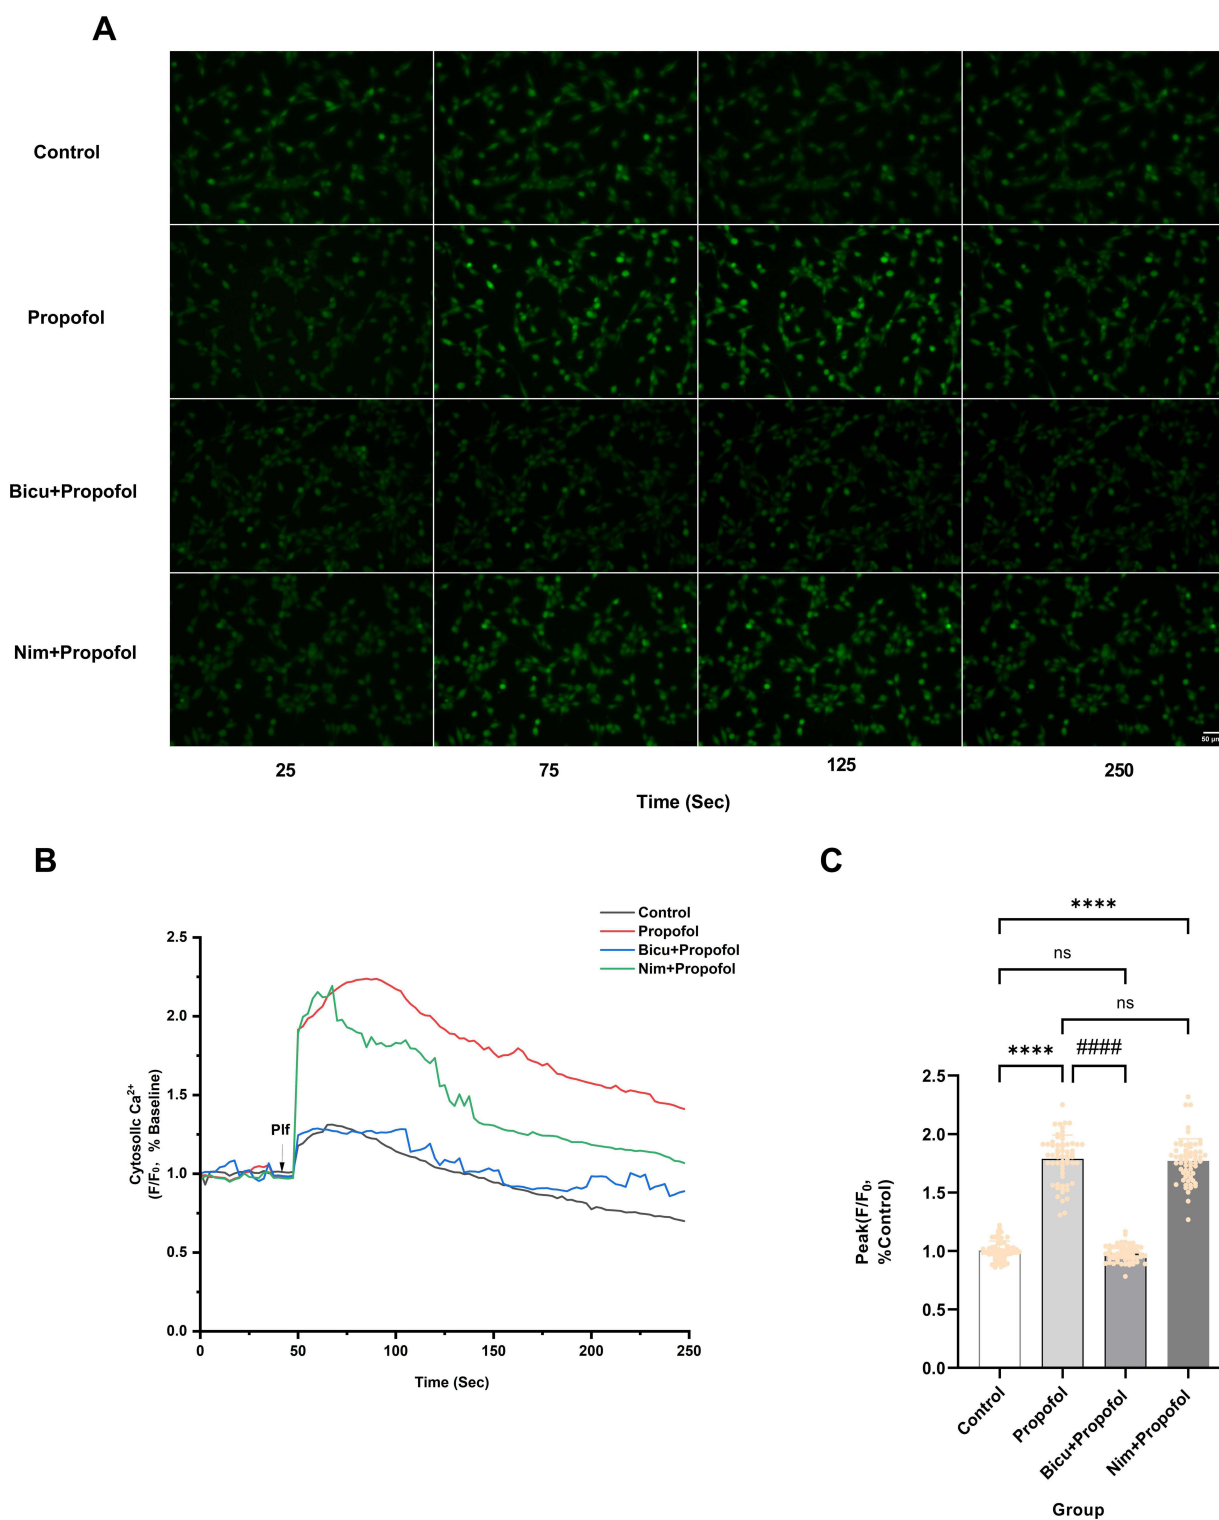 A
Control
Propofol
Bicu+Propofol
Nim+Propofol
50 μm
25 75 125 250
Time (Sec)
B
Control
Propofol
Bicu+Propofol
Nim+Propofol
Cytosolic Ca²⁺
(F/F₀, % Baseline)
2.5
2.0
1.5
1.0
0.5
0.0
Plf
0 50 100 150 200 250
Time (Sec)
C
****
ns
ns
**** ####
Peak(F/F₀,
%Control)
2.5
2.0
1.5
1.0
0.5
0.0
Control
Propofol
Bicu+Propofol
Nim+Propofol
Group